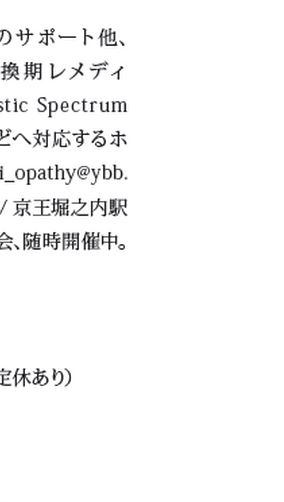 のサポート他、
換期レメディ
stic Spectrum
どへ対応するホ
i_opathy@ybb.
/ 京王堀之内駅
会、随時開催中。
定休あり）